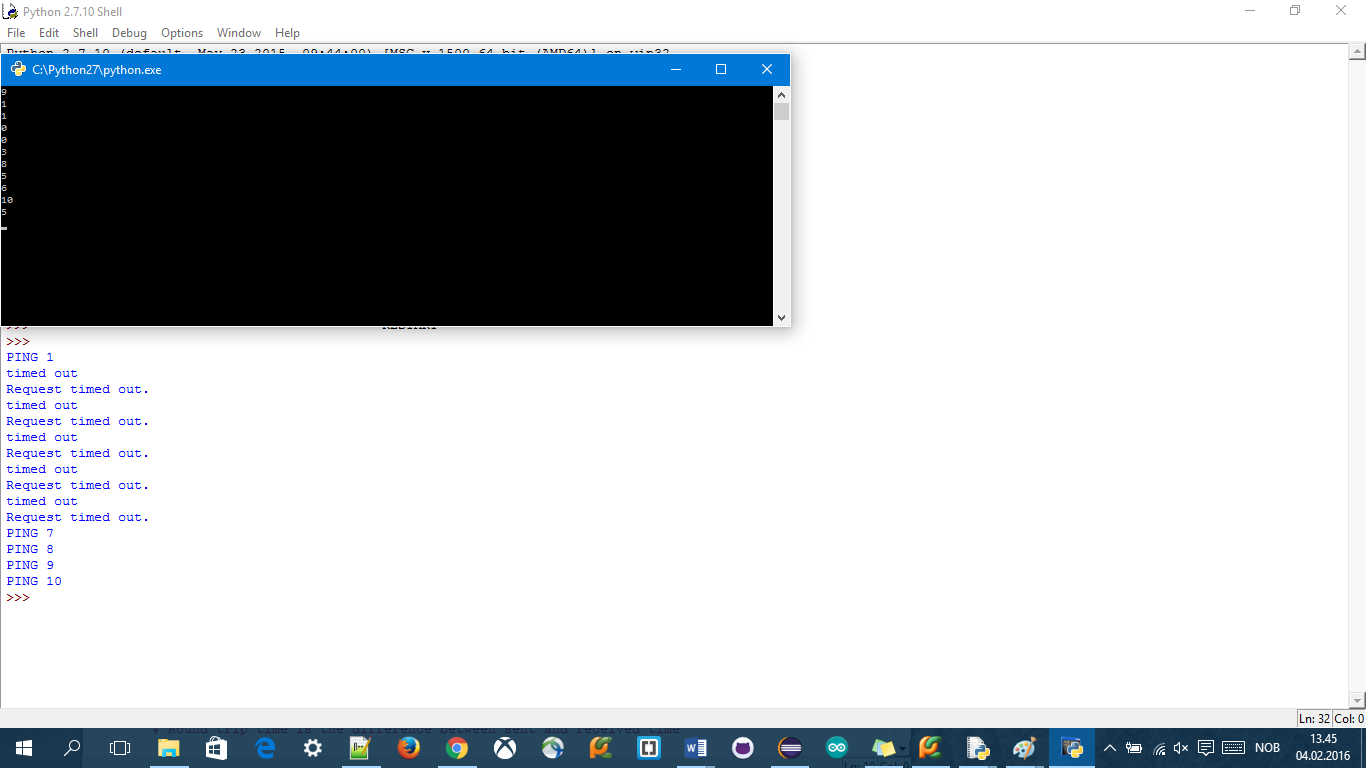 Python 2.7.10 Shell
File Edit Shell Debug Options Window Help
Python 2.7.10 (default, May 23 2015, 09:44:00) [MSC v.1500 64 bit (AMD64)] on win32
C:\Python27\python.exe
9
1
1
0
0
3
8
5
6
10
5
>>> RESTART
>>>
PING 1
timed out
Request timed out.
timed out
Request timed out.
timed out
Request timed out.
timed out
Request timed out.
timed out
Request timed out.
PING 7
PING 8
PING 9
PING 10
>>>
Ln: 32 Col: 0
# Round trip time is the difference between sent and received time
NOB
13.45
04.02.2016